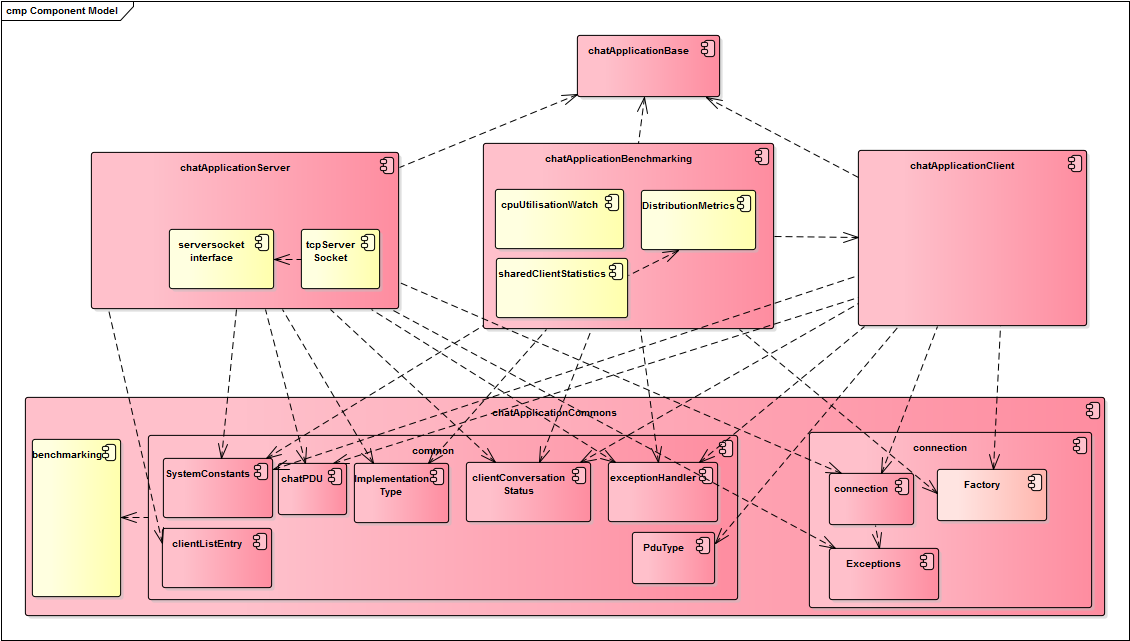 cmp Component Model
chatApplicationBase
chatApplicationServer
chatApplicationBenchmarking
chatApplicationClient
cpuUtilisationWatch
DistributionMetrics
serversocket
interface
tcpServer
Socket
sharedClientStatistics
chatApplicationCommons
benchmarking
common
connection
SystemConstants
chatPDU
Implementation
Type
clientConversation
Status
exceptionHandler
connection
Factory
clientListEntry
PduType
Exceptions